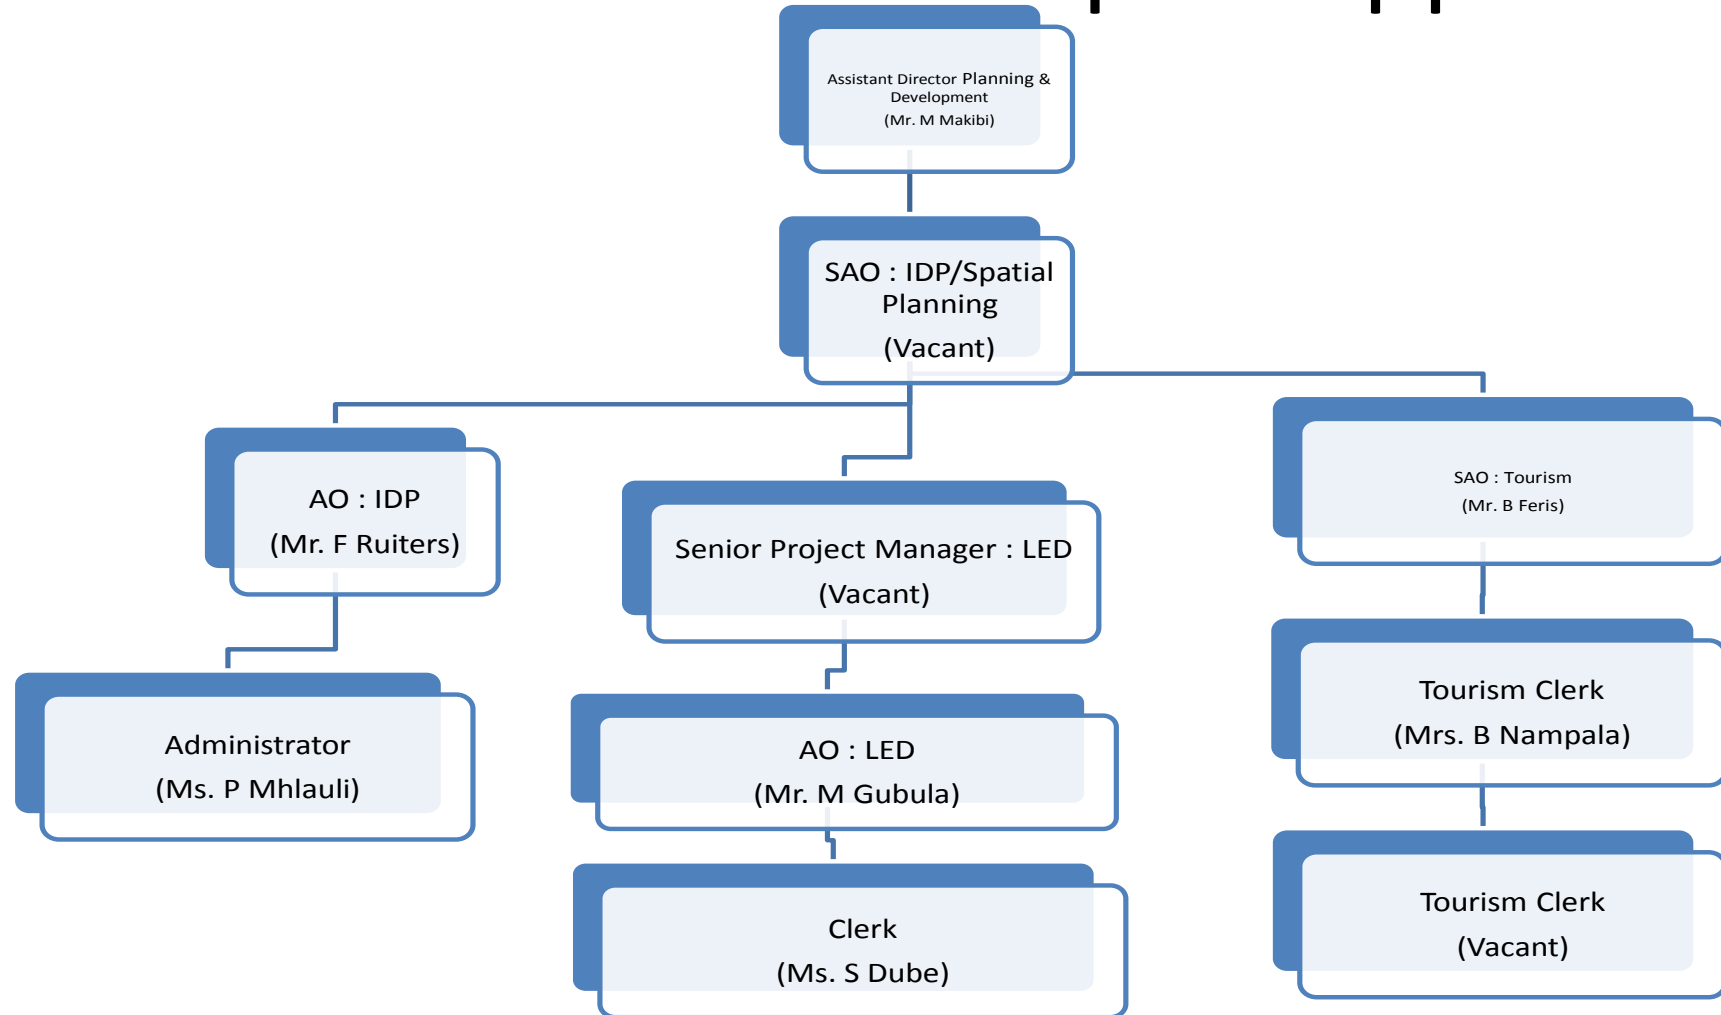 Assistant Director Planning &
Development
(Mr. M Makibi)
SAO : IDP/Spatial
Planning
(Vacant)
AO : IDP
(Mr. F Ruiters)
Senior Project Manager : LED
(Vacant)
SAO : Tourism
(Mr. B Feris)
Administrator
(Ms. P Mhlauli)
AO : LED
(Mr. M Gubula)
Tourism Clerk
(Mrs. B Nampala)
Clerk
(Ms. S Dube)
Tourism Clerk
(Vacant)